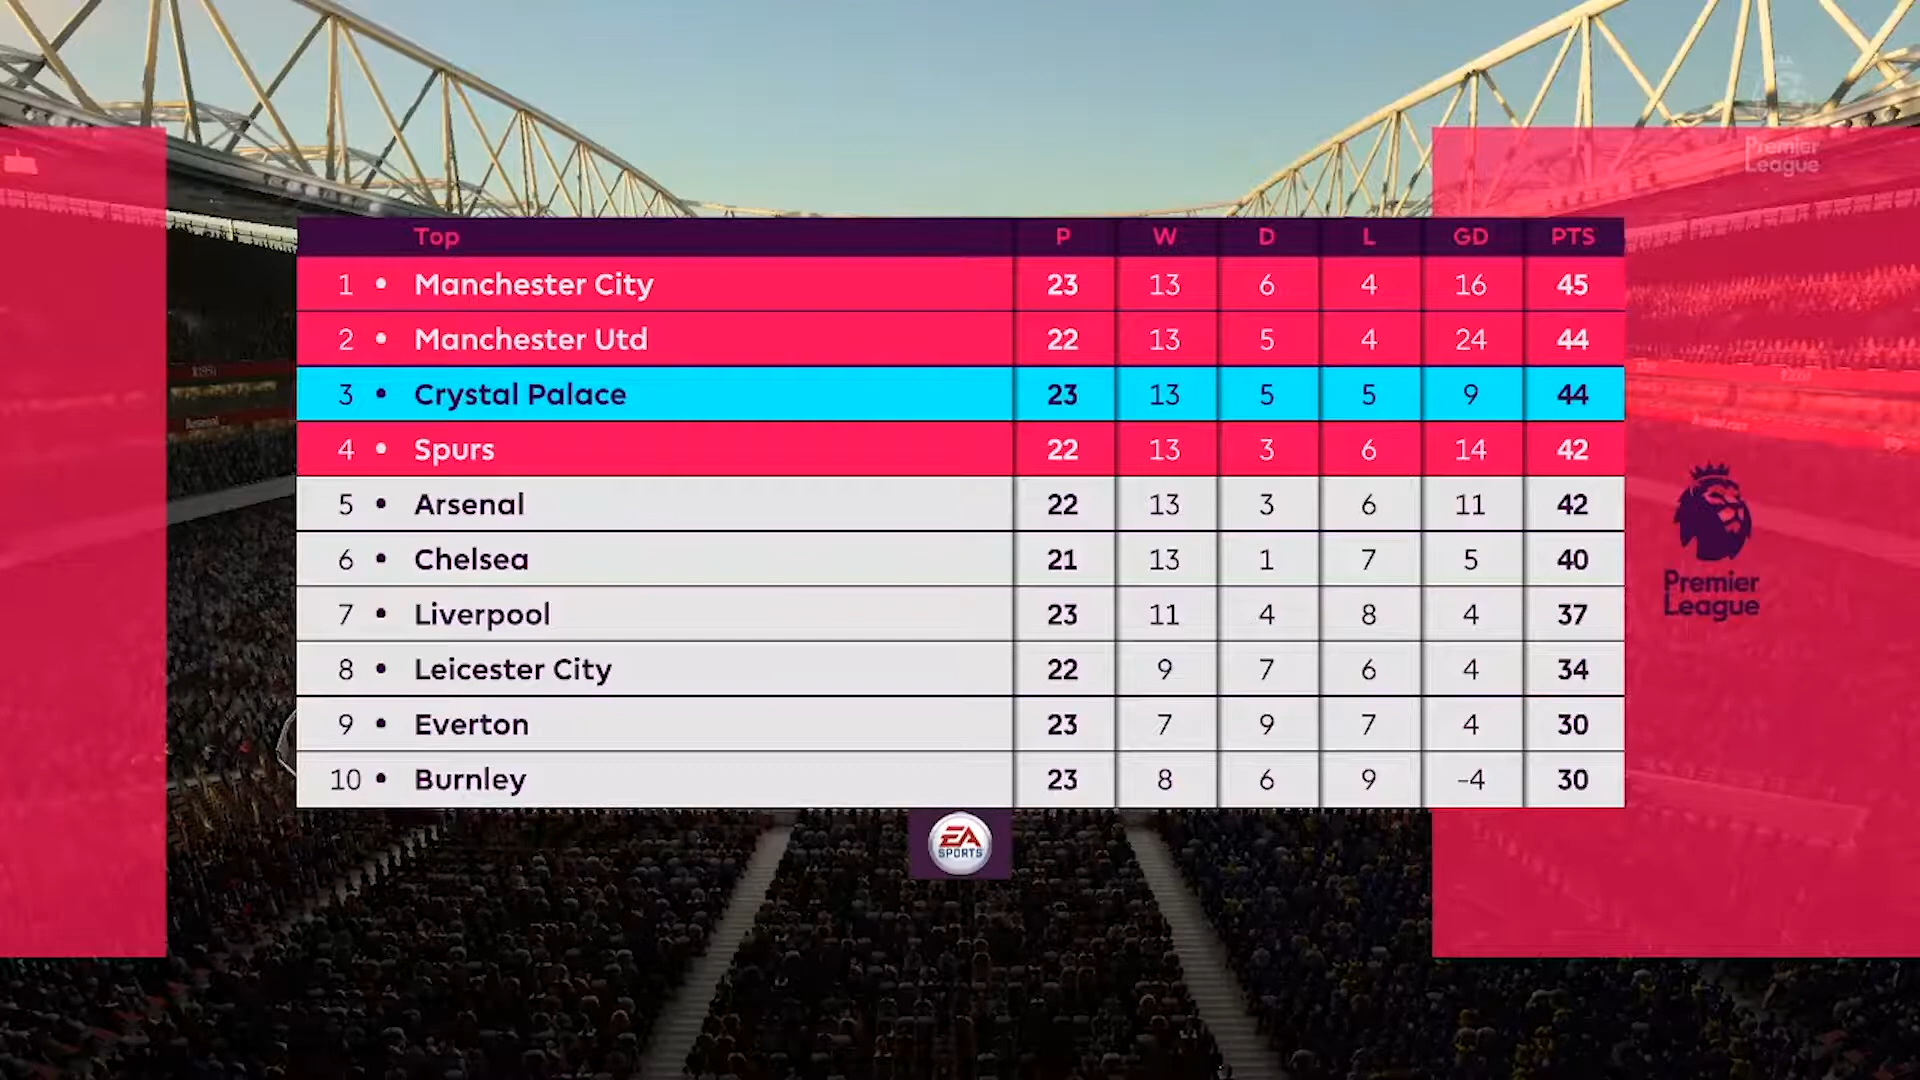 Premier
League
Top P W D L GD PTS
1 • Manchester City 23 13 6 4 16 45
2 • Manchester Utd 22 13 5 4 24 44
3 • Crystal Palace 23 13 5 5 9 44
4 • Spurs 22 13 3 6 14 42
5 • Arsenal 22 13 3 6 11 42
6 • Chelsea 21 13 1 7 5 40
7 • Liverpool 23 11 4 8 4 37
8 • Leicester City 22 9 7 6 4 34
9 • Everton 23 7 9 7 4 30
10 • Burnley 23 8 6 9 -4 30
Premier
League
Arsenal
EA
SPORTS